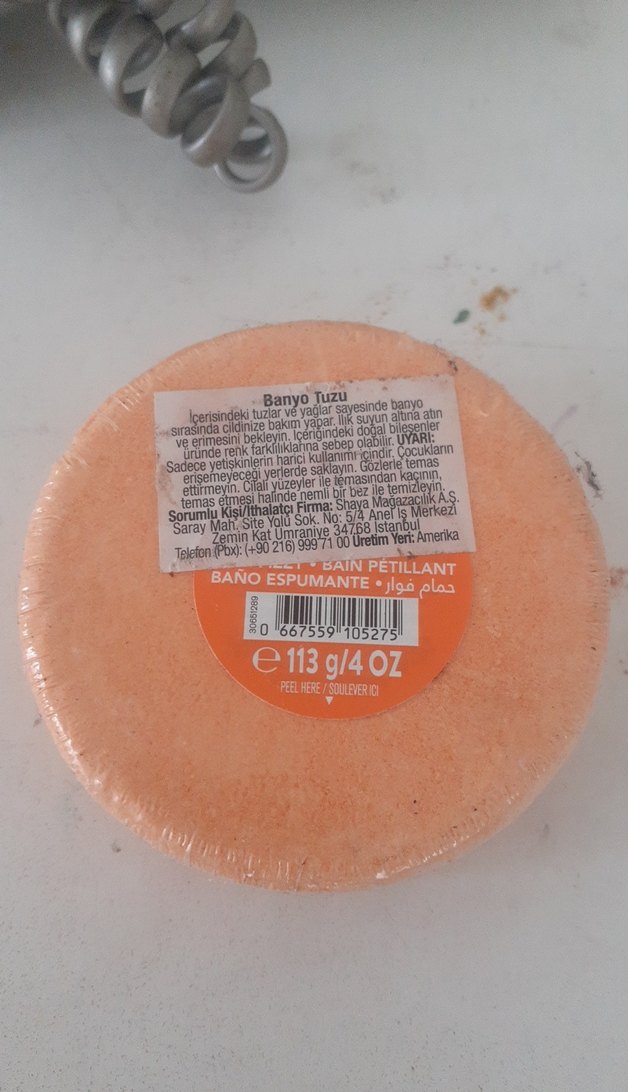 Banyo Tuzu
İçerisindeki tuzlar ve yağlar sayesinde banyo
sırasında cildinize bakım yapar. Ilık suyun altına atın
ve erimesini bekleyin. İçeriğindeki doğal bileşenler
üründe renk farklılıklarına sebep olabilir. UYARI:
Sadece yetişkinlerin harici kullanımı içindir. Çocukların
erişemeyeceği yerlerde saklayın. Gözlerle temas
ettirmeyin. Cilalı yüzeyler ile temasından kaçının,
temas etmesi halinde nemli bir bez ile temizleyin.
Sorumlu Kişi/İthalatçı Firma: Shaya Mağazacılık A.Ş.
Saray Mah. Site Yolu Sok. No: 5/4 Anel İş Merkezi
Zemin Kat Ümraniye 34768 İstanbul
Telefon (Pbx): (+90 216) 999 71 00 Üretim Yeri: Amerika
• BAIN PÉTILLANT
BAÑO ESPUMANTE • حمام فوار
30651289
0 667559 105275
℮ 113 g/4 OZ
PEEL HERE / SOULEVER ICI